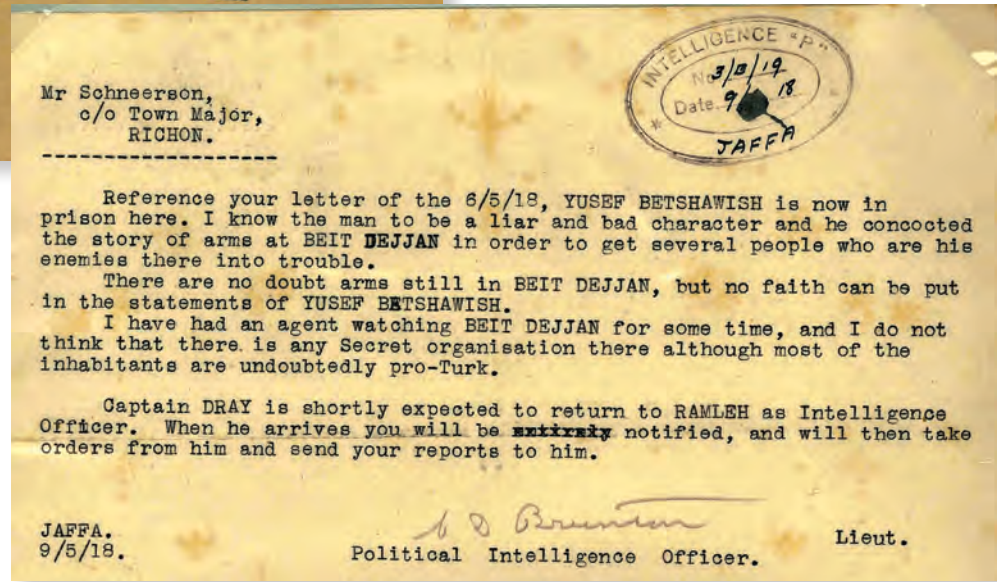 INTELLIGENCE "P"
No 3/B/19
Date 9/ 18
JAFFA
Mr Schneerson,
c/o Town Major,
RICHON.
Reference your letter of the 6/5/18, YUSEF BETSHAWISH is now in
prison here. I know the man to be a liar and bad character and he concocted
the story of arms at BEIT DEJJAN in order to get several people who are his
enemies there into trouble.
There are no doubt arms still in BEIT DEJJAN, but no faith can be put
in the statements of YUSEF BETSHAWISH.
I have had an agent watching BEIT DEJJAN for some time, and I do not
think that there is any Secret organisation there although most of the
inhabitants are undoubtedly pro-Turk.
Captain DRAY is shortly expected to return to RAMLEH as Intelligence
Officer. When he arrives you will be notified, and will then take
orders from him and send your reports to him.
D Brunton
JAFFA.
Lieut.
9/5/18.
Political Intelligence Officer.